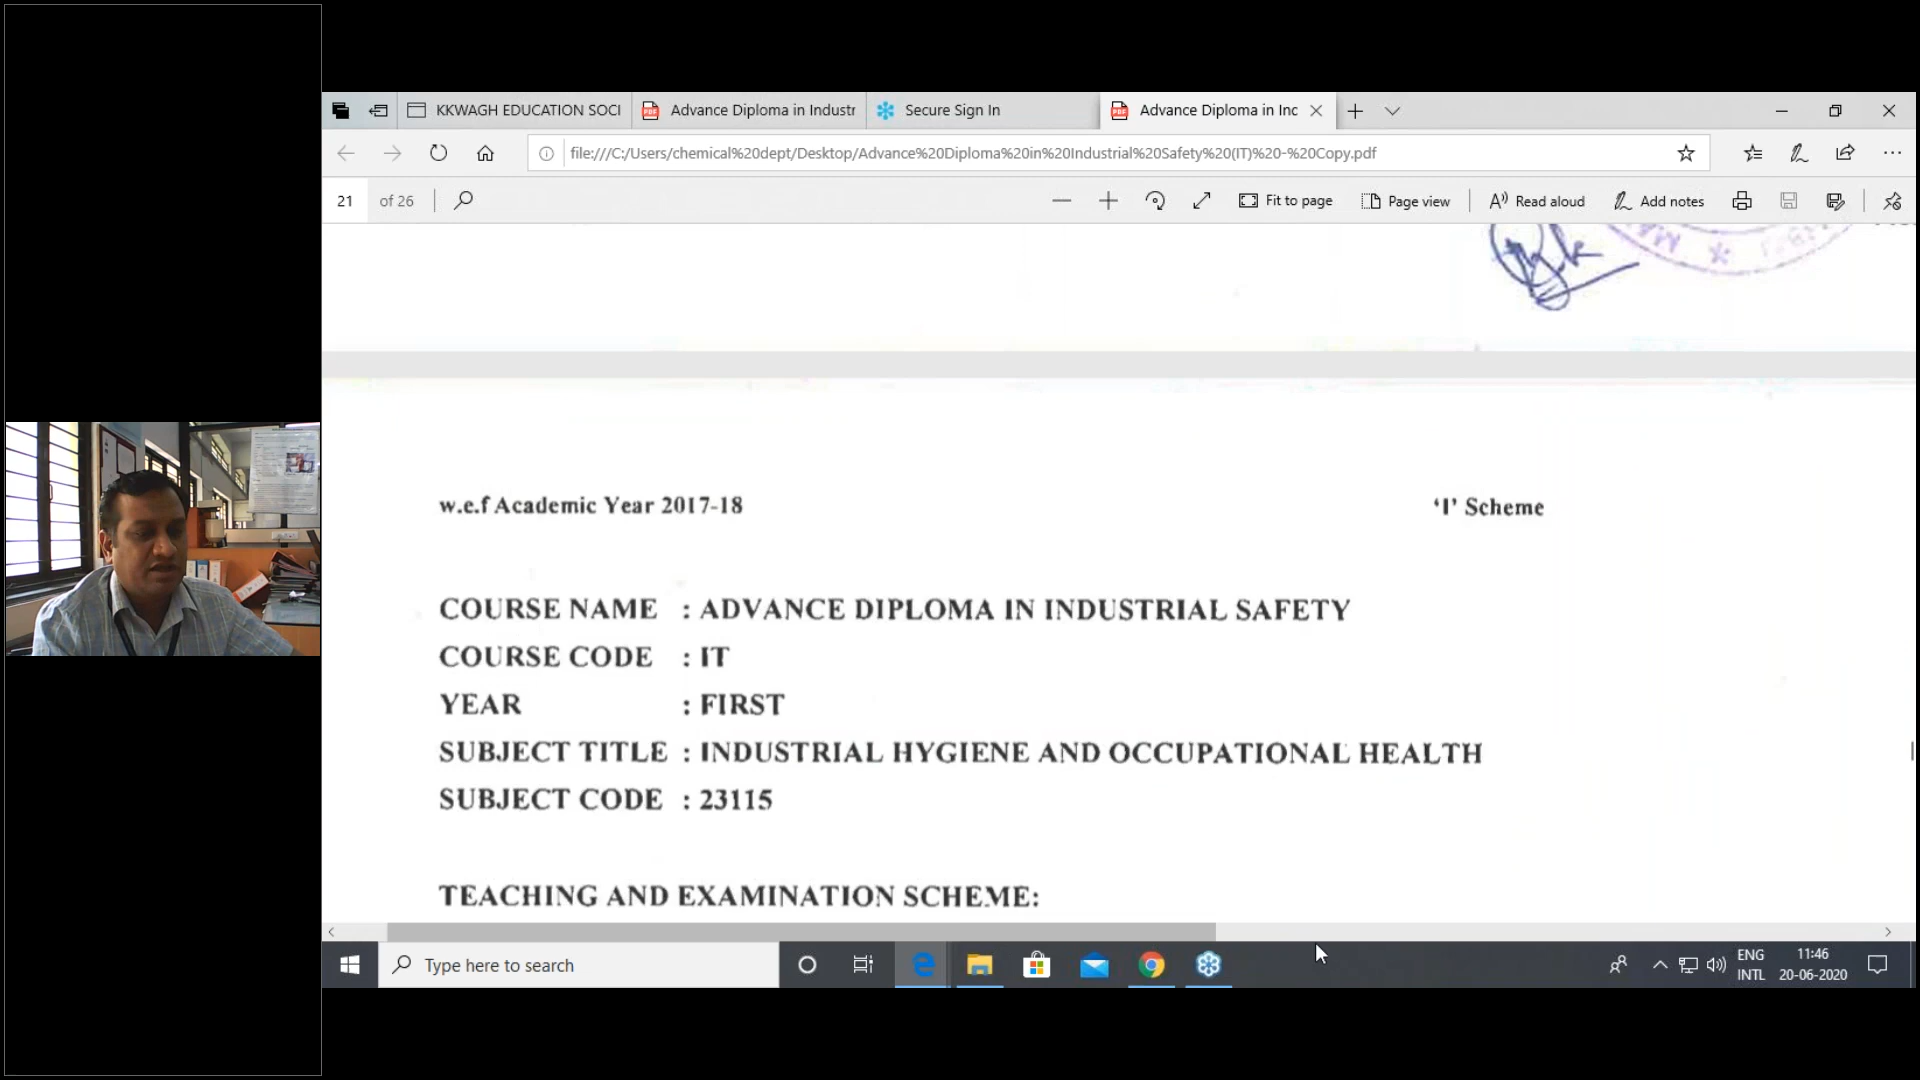 KKWAGH EDUCATION SOCI
Advance Diploma in Industr
Secure Sign In
Advance Diploma in Inc
file:///C:/Users/chemical%20dept/Desktop/Advance%20Diploma%20in%20Industrial%20Safety%20(IT)%20-%20Copy.pdf
21 of 26
Fit to page
Page view
Read aloud
Add notes
w.e.f Academic Year 2017-18 'I' Scheme
COURSE NAME : ADVANCE DIPLOMA IN INDUSTRIAL SAFETY
COURSE CODE : IT
YEAR : FIRST
SUBJECT TITLE : INDUSTRIAL HYGIENE AND OCCUPATIONAL HEALTH
SUBJECT CODE : 23115
TEACHING AND EXAMINATION SCHEME:
Type here to search
ENG
INTL
11:46
20-06-2020